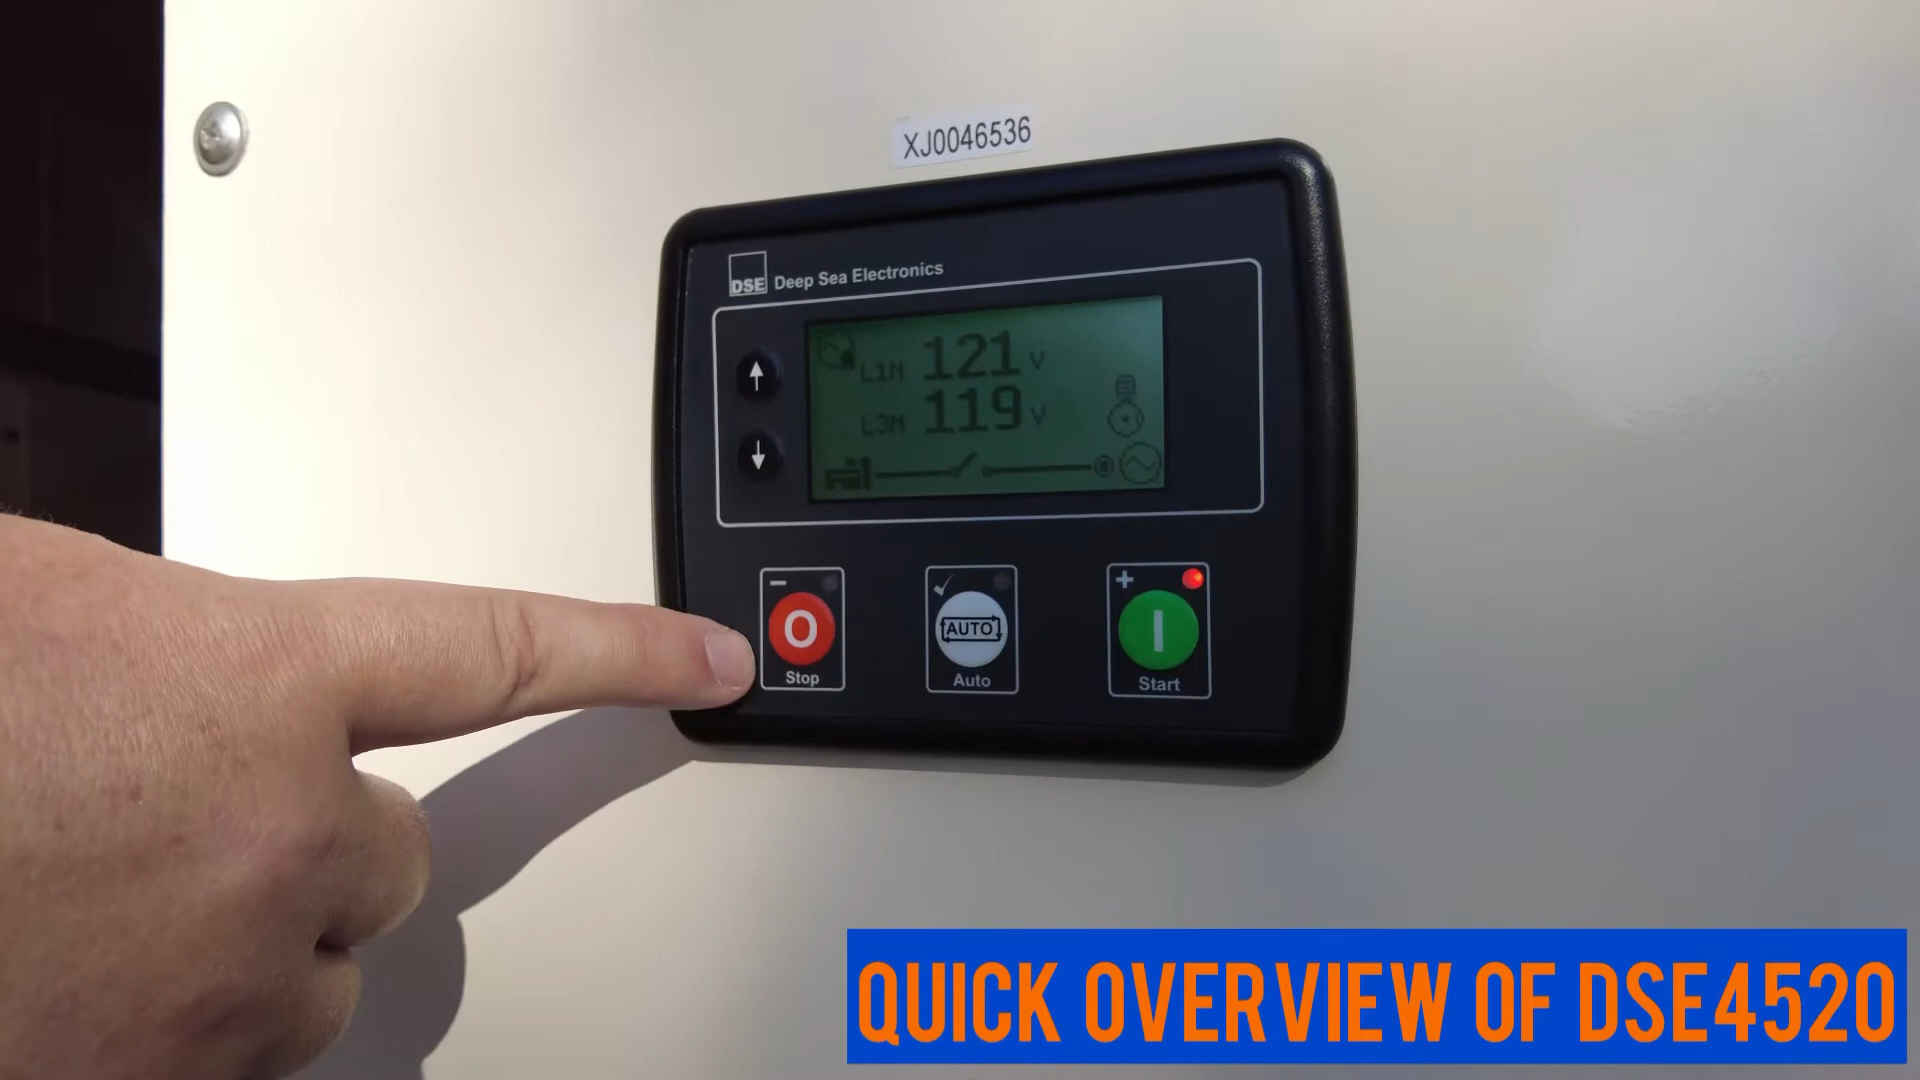 XJ0046536
DSE Deep Sea Electronics
L1N 121 V
L3N 119 V
O
AUTO
I
Stop
Auto
Start
QUICK OVERVIEW OF DSE4520